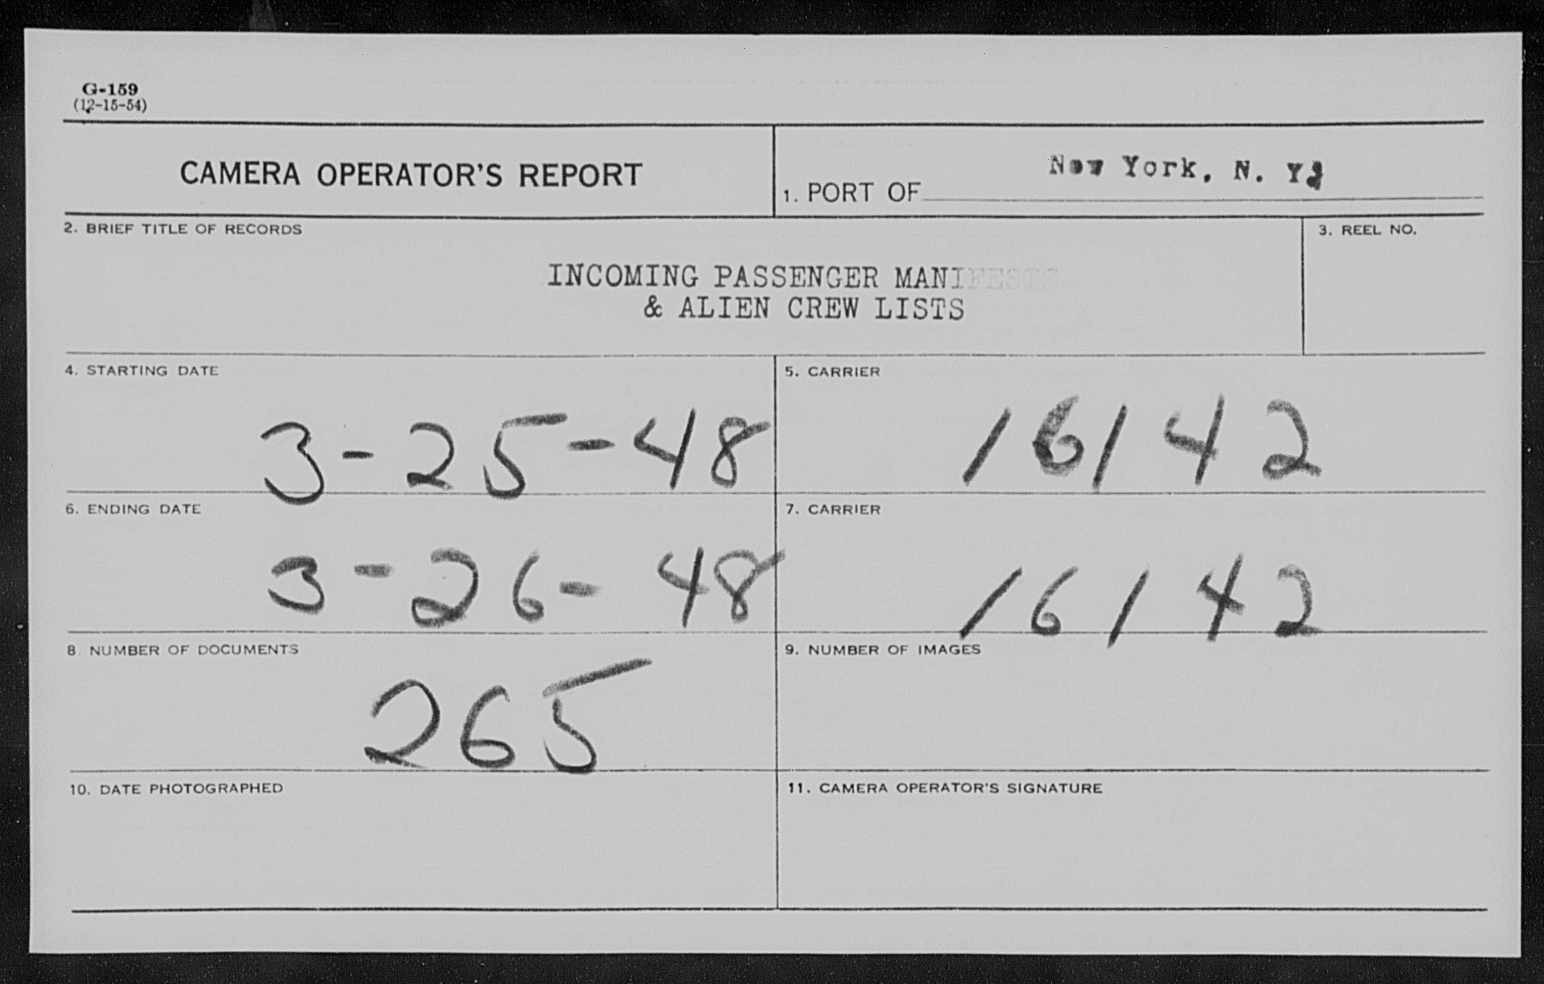 G-159
(12-15-54)
CAMERA OPERATOR'S REPORT
1. PORT OF New York, N. Y.
2. BRIEF TITLE OF RECORDS
3. REEL NO.
INCOMING PASSENGER MANIFESTS
& ALIEN CREW LISTS
4. STARTING DATE
5. CARRIER
3-25-48
16142
6. ENDING DATE
7. CARRIER
3-26-48
16142
8. NUMBER OF DOCUMENTS
9. NUMBER OF IMAGES
265
10. DATE PHOTOGRAPHED
11. CAMERA OPERATOR'S SIGNATURE